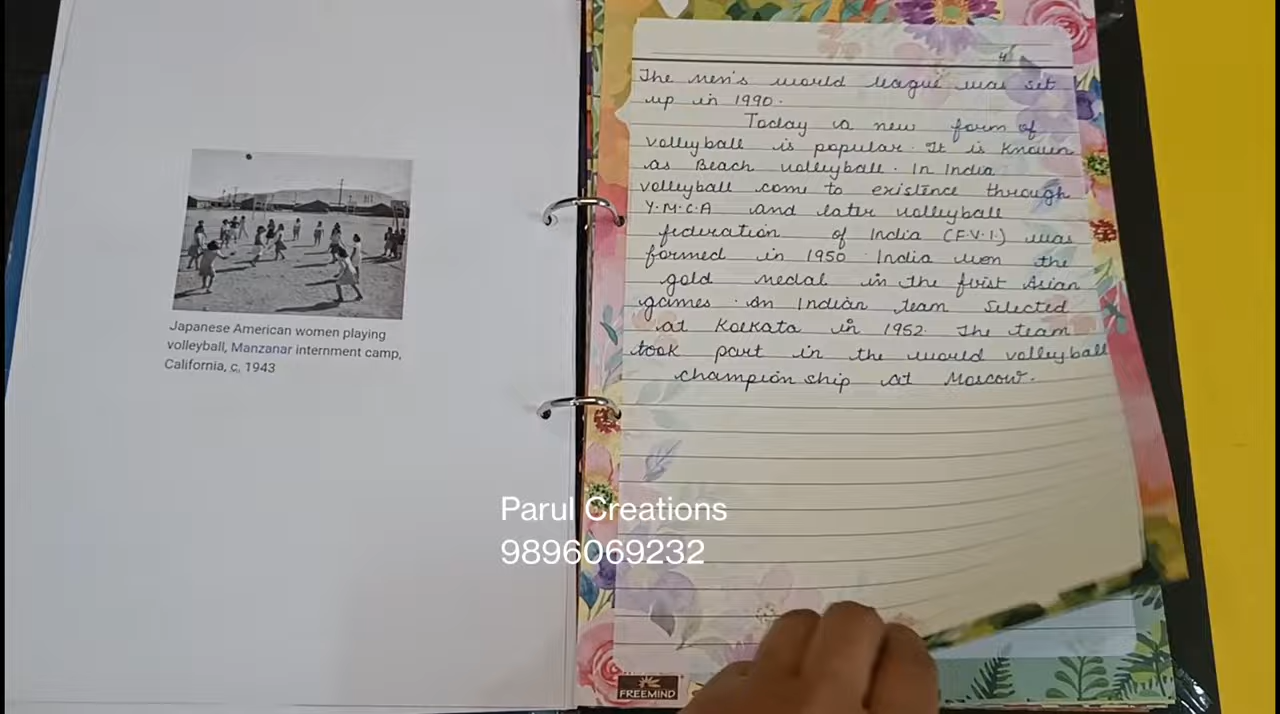 Japanese American women playing
volleyball, Manzanar internment camp,
California, c. 1943
4
The men's world league was set
up in 1990.
Today a new form of
volleyball is popular. It is known
as Beach volleyball. In India
volleyball come to existence through
Y.M.C.A and later volleyball
federation of India (F.V.I.) was
formed in 1950. India won the
gold medal in the first Asian
games. An Indian team Selected
at Kolkata in 1952. The team
took part in the world volleyball
champion ship at Moscow.
Parul Creations
9896069232
FREEMIND